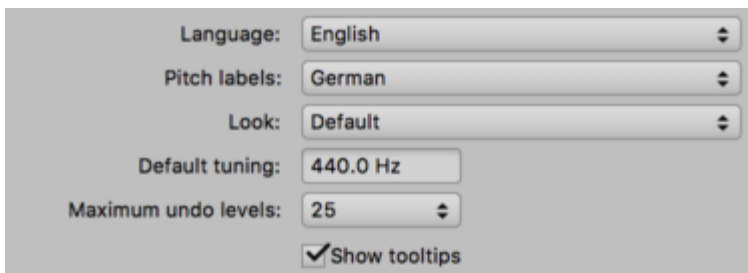 Language: English
Pitch labels: German
Look: Default
Default tuning: 440.0 Hz
Maximum undo levels: 25
Show tooltips